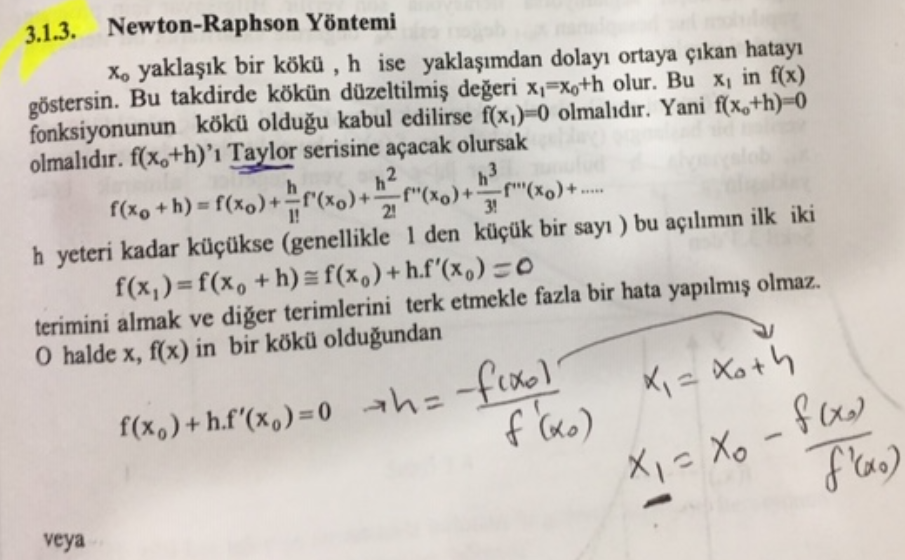 3.1.3. Newton-Raphson Yöntemi
x₀ yaklaşık bir kökü , h ise yaklaşımdan dolayı ortaya çıkan hatayı
göstersin. Bu takdirde kökün düzeltilmiş değeri x₁=x₀+h olur. Bu x₁ in f(x)
fonksiyonunun kökü olduğu kabul edilirse f(x₁)=0 olmalıdır. Yani f(x₀+h)=0
olmalıdır. f(x₀+h)'ı Taylor serisine açacak olursak
f(x₀ + h) = f(x₀) + h/1! f'(x₀) + h²/2! f''(x₀) + h³/3! f'''(x₀) + .....
h yeteri kadar küçükse (genellikle 1 den küçük bir sayı ) bu açılımın ilk iki
f(x₁) = f(x₀ + h) ≅ f(x₀) + h.f'(x₀) = 0
terimini almak ve diğer terimlerini terk etmekle fazla bir hata yapılmış olmaz.
O halde x, f(x) in bir kökü olduğundan
f(x₀) + h.f'(x₀) = 0 → h = -f(x₀)/f'(x₀) x₁ = x₀ + h
x₁ = x₀ - f(x₀)/f'(x₀)
veya